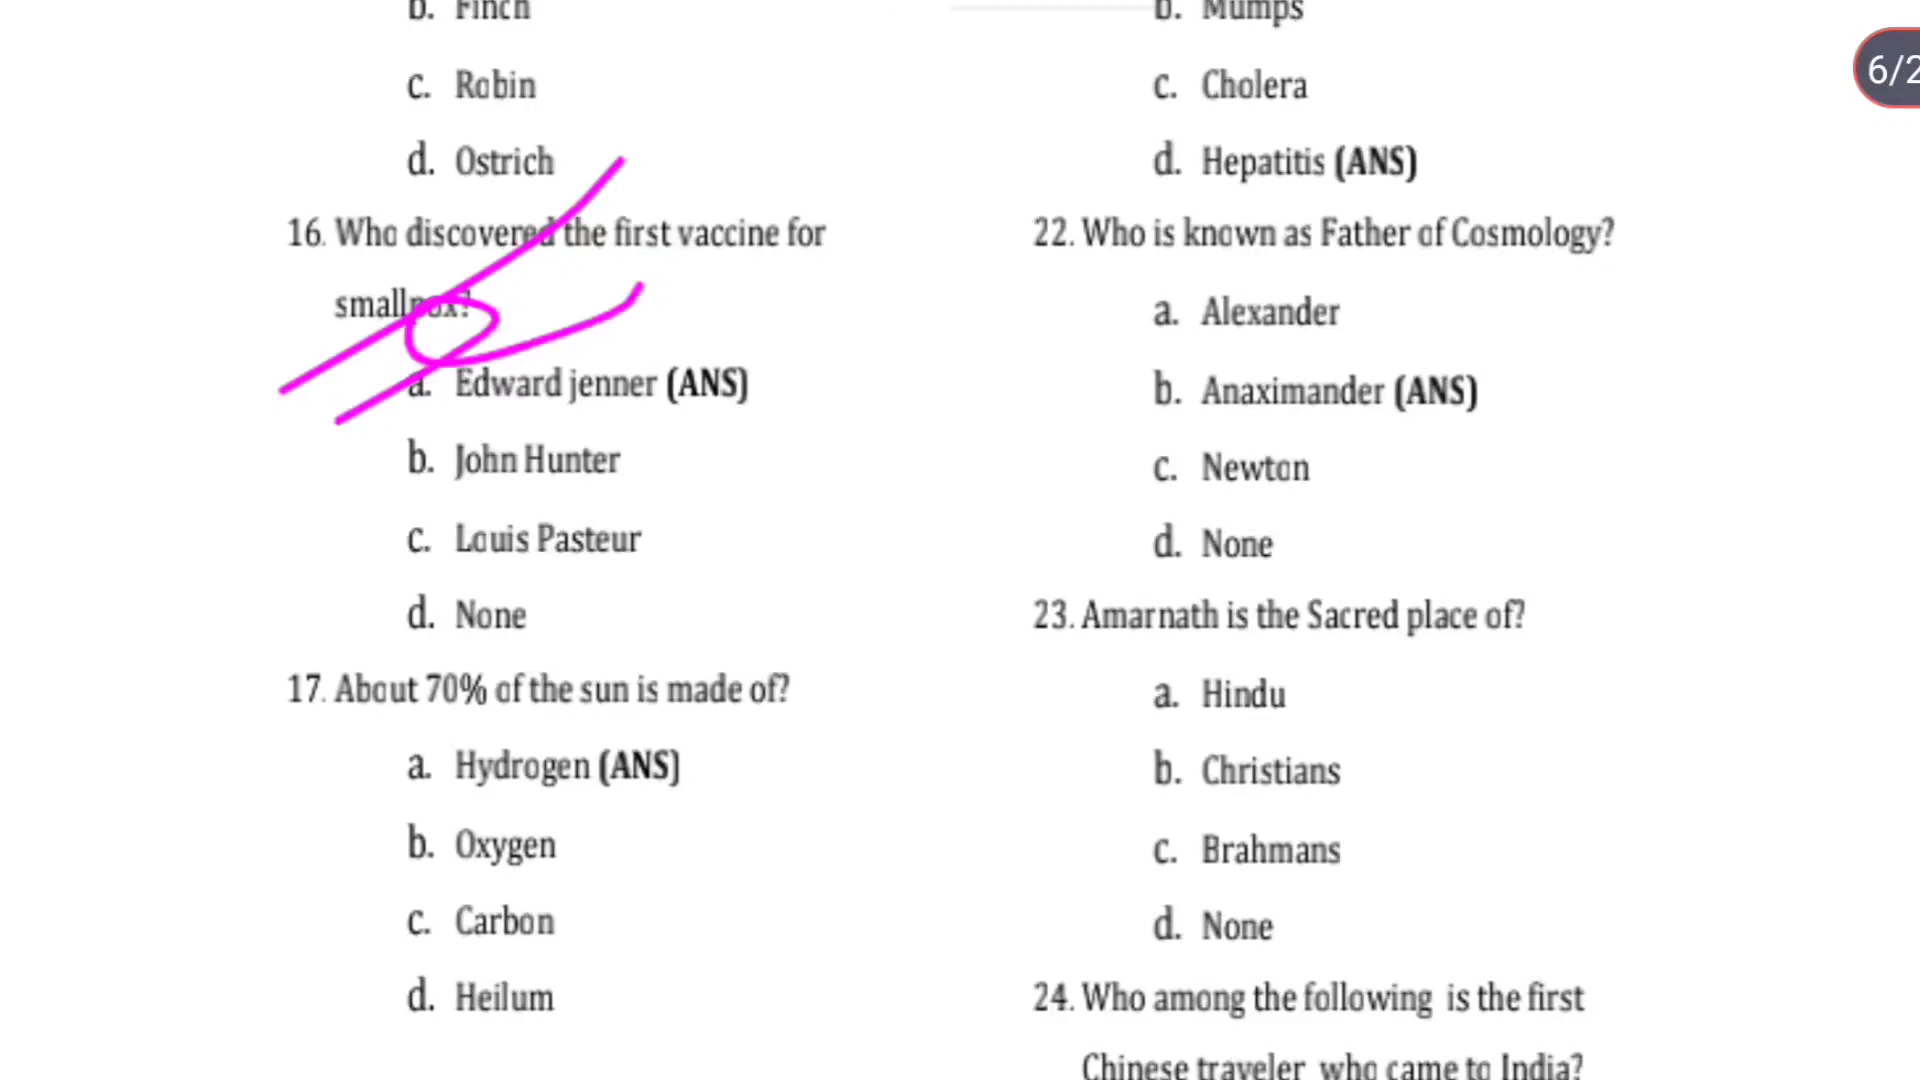 b. Finch
c. Robin
d. Ostrich
16. Who discovered the first vaccine for
smallpox?
a. Edward jenner (ANS)
b. John Hunter
c. Louis Pasteur
d. None
17. About 70% of the sun is made of?
a. Hydrogen (ANS)
b. Oxygen
c. Carbon
d. Heilum
b. Mumps
c. Cholera
d. Hepatitis (ANS)
22. Who is known as Father of Cosmology?
a. Alexander
b. Anaximander (ANS)
c. Newton
d. None
23. Amarnath is the Sacred place of?
a. Hindu
b. Christians
c. Brahmans
d. None
24. Who among the following is the first
Chinese traveler who came to India?
6/2